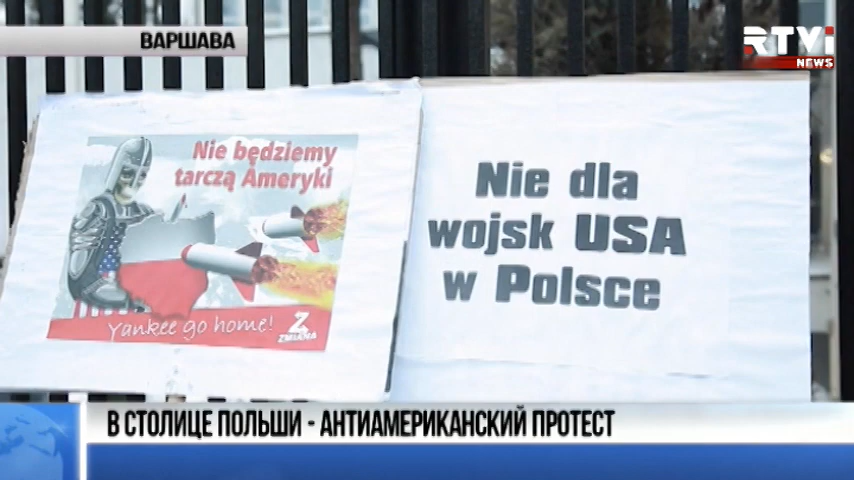 ВАРШАВА
RTVi
NEWS
Nie będziemy
tarczą Ameryki
Yankee go home!
Z
ZMIANA
Nie dla
wojsk USA
w Polsce
В СТОЛИЦЕ ПОЛЬШИ - АНТИАМЕРИКАНСКИЙ ПРОТЕСТ